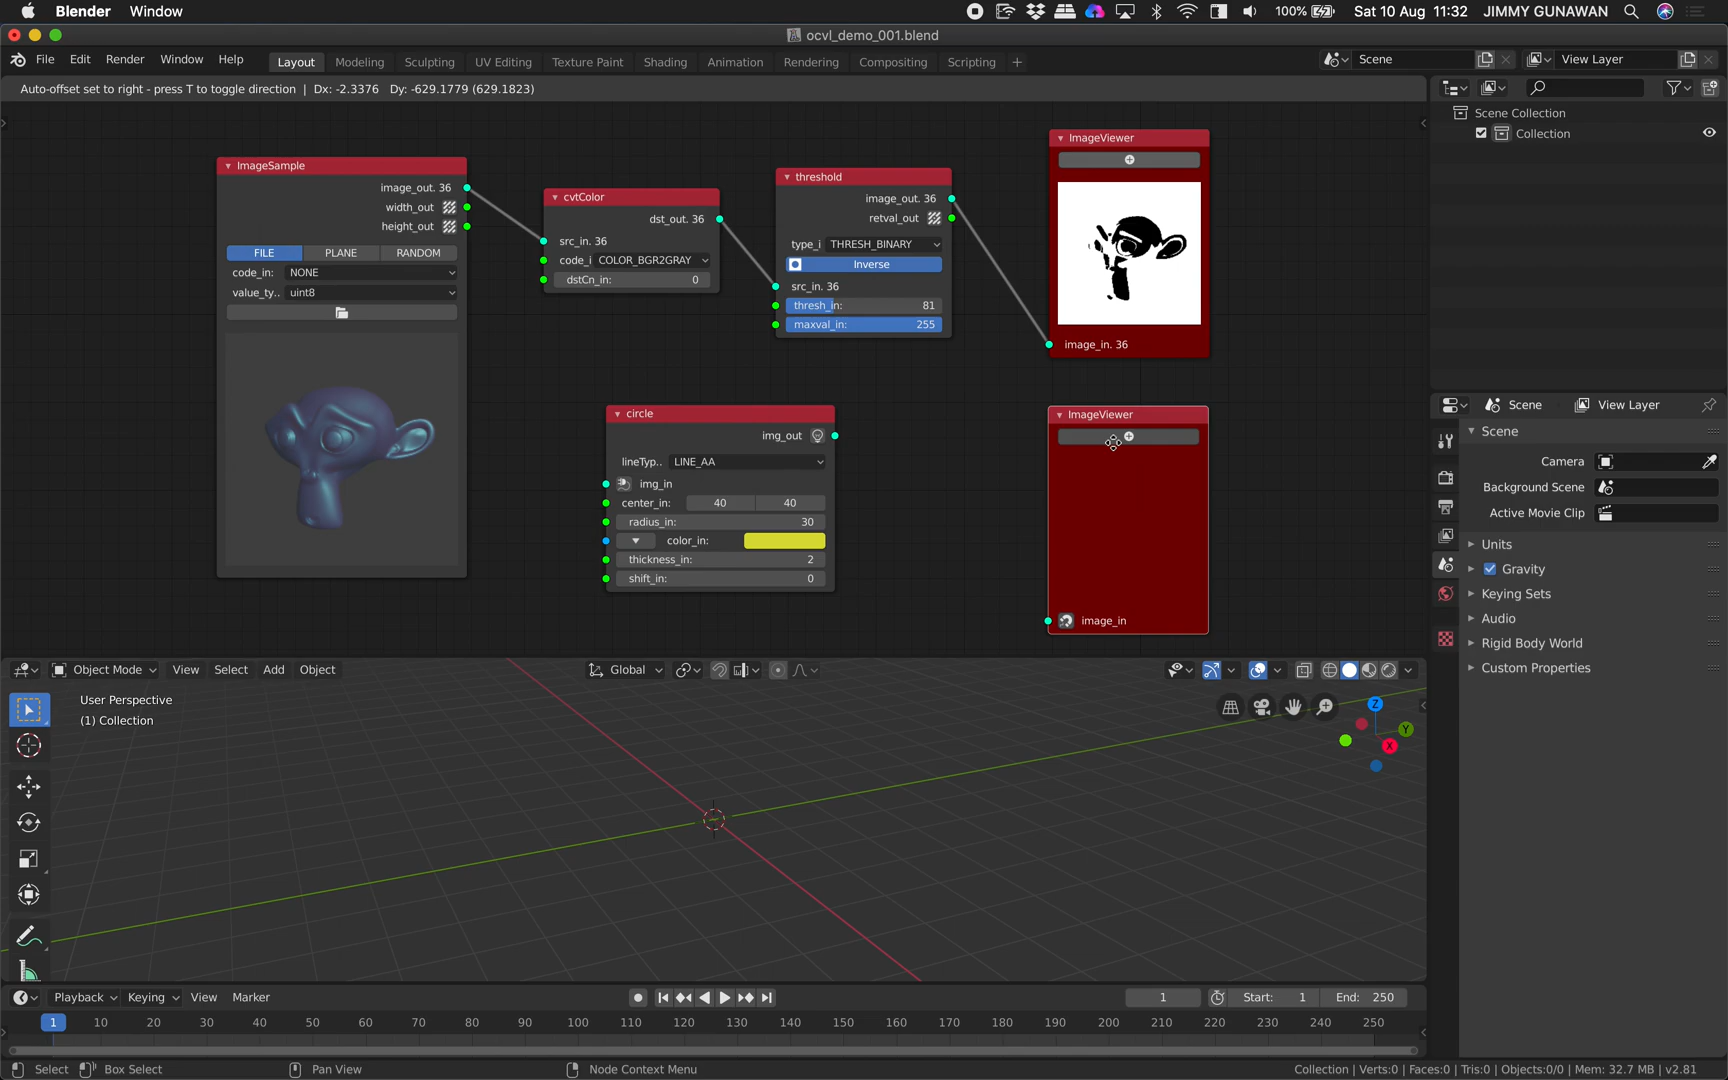 Blender Window
100% Sat 10 Aug 11:32 JIMMY GUNAWAN
ocvl_demo_001.blend
File Edit Render Window Help Layout Modeling Sculpting UV Editing Texture Paint Shading Animation Rendering Compositing Scripting + Scene View Layer
Auto-offset set to right - press T to toggle direction | Dx: -2.3376 Dy: -629.1779 (629.1823)
Scene Collection
Collection
ImageSample
image_out. 36
width_out
height_out
FILE PLANE RANDOM
code_in: NONE
value_ty.. uint8
cvtColor
dst_out. 36
src_in. 36
code_i COLOR_BGR2GRAY
dstCn_in: 0
threshold
image_out. 36
retval_out
type_i THRESH_BINARY
Inverse
src_in. 36
thresh_in: 81
maxval_in: 255
ImageViewer
image_in. 36
circle
img_out
lineTyp.. LINE_AA
img_in
center_in: 40 40
radius_in: 30
color_in:
thickness_in: 2
shift_in: 0
ImageViewer
image_in
Scene View Layer
Scene
Camera
Background Scene
Active Movie Clip
Units
Gravity
Keying Sets
Audio
Rigid Body World
Custom Properties
Object Mode View Select Add Object Global
User Perspective
(1) Collection
Z
Y
X
Playback Keying View Marker 1 Start: 1 End: 250
1 10 20 30 40 50 60 70 80 90 100 110 120 130 140 150 160 170 180 190 200 210 220 230 240 250
Select Box Select Pan View Node Context Menu Collection | Verts:0 | Faces:0 | Tris:0 | Objects:0/0 | Mem: 32.7 MB | v2.81